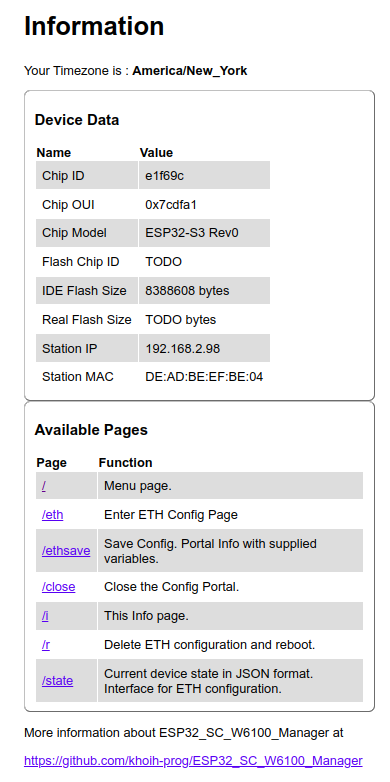 Information
Your Timezone is : America/New_York
Device Data
Name Value
Chip ID e1f69c
Chip OUI 0x7cdfa1
Chip Model ESP32-S3 Rev0
Flash Chip ID TODO
IDE Flash Size 8388608 bytes
Real Flash Size TODO bytes
Station IP 192.168.2.98
Station MAC DE:AD:BE:EF:BE:04
Available Pages
Page Function
/ Menu page.
/eth Enter ETH Config Page
/ethsave Save Config. Portal Info with supplied
variables.
/close Close the Config Portal.
/i This Info page.
/r Delete ETH configuration and reboot.
/state Current device state in JSON format.
Interface for ETH configuration.
More information about ESP32_SC_W6100_Manager at
https://github.com/khoih-prog/ESP32_SC_W6100_Manager